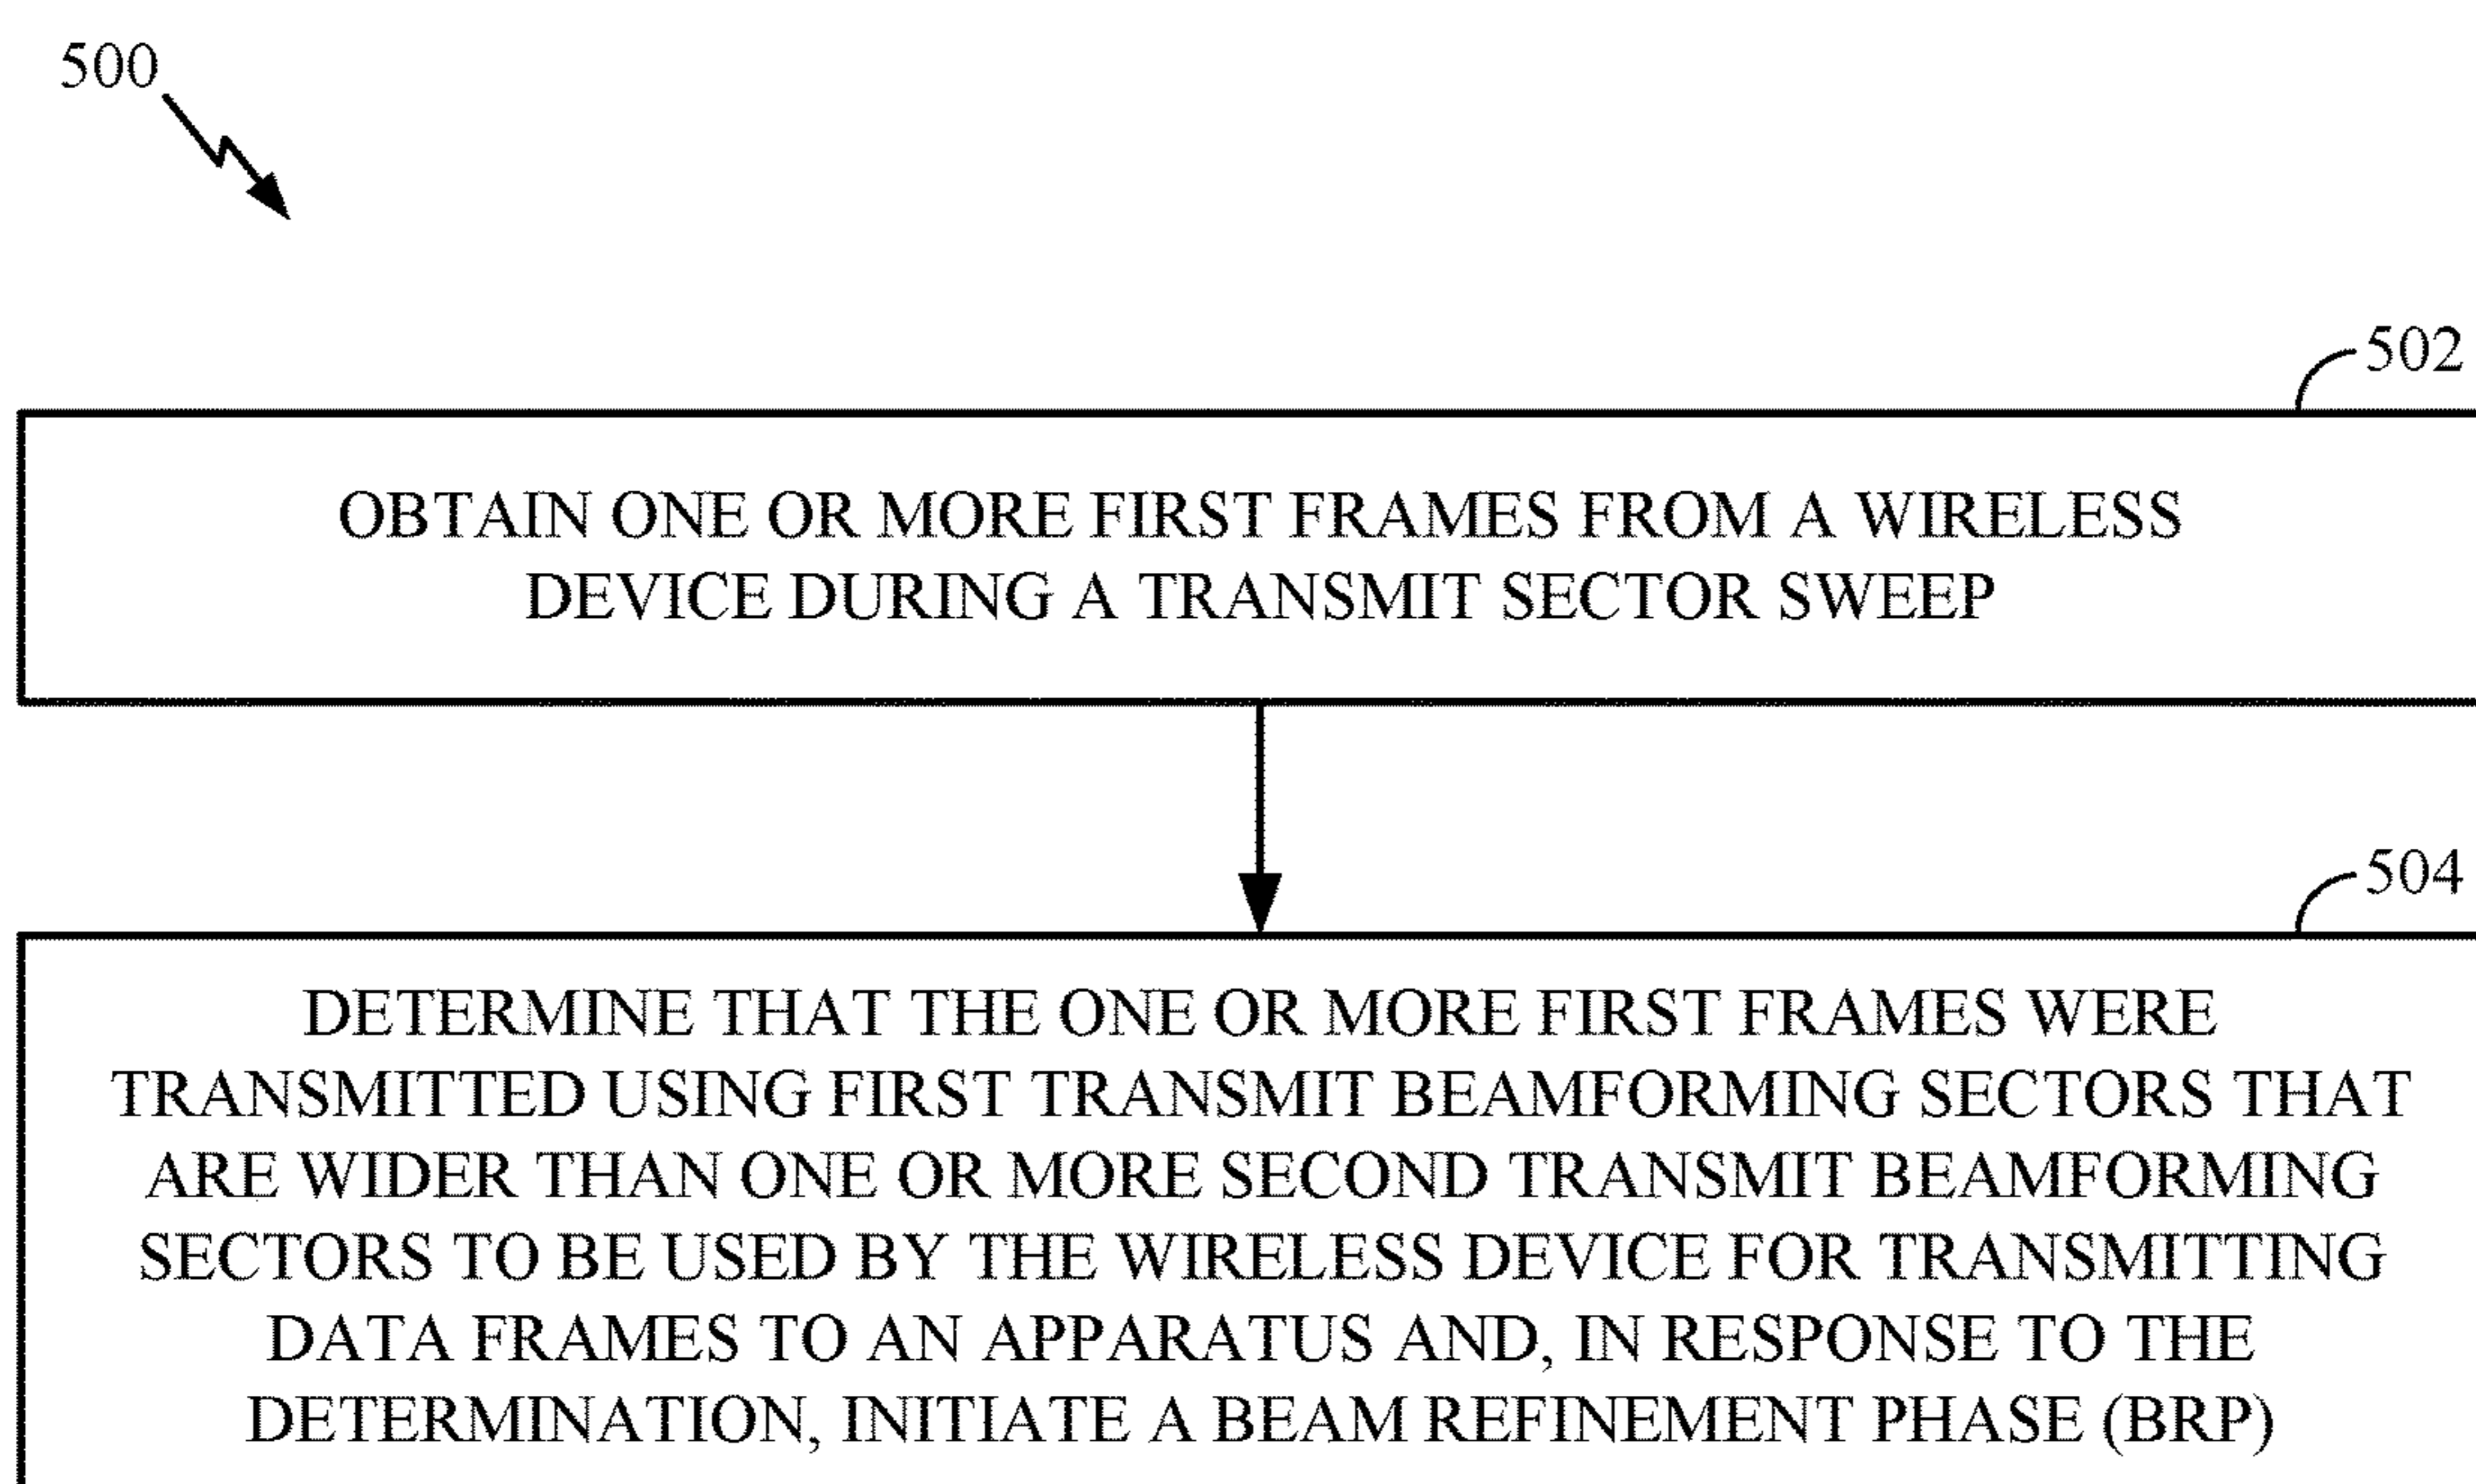 500
502
OBTAIN ONE OR MORE FIRST FRAMES FROM A WIRELESS
DEVICE DURING A TRANSMIT SECTOR SWEEP
504
DETERMINE THAT THE ONE OR MORE FIRST FRAMES WERE
TRANSMITTED USING FIRST TRANSMIT BEAMFORMING SECTORS THAT
ARE WIDER THAN ONE OR MORE SECOND TRANSMIT BEAMFORMING
SECTORS TO BE USED BY THE WIRELESS DEVICE FOR TRANSMITTING
DATA FRAMES TO AN APPARATUS AND, IN RESPONSE TO THE
DETERMINATION, INITIATE A BEAM REFINEMENT PHASE (BRP)